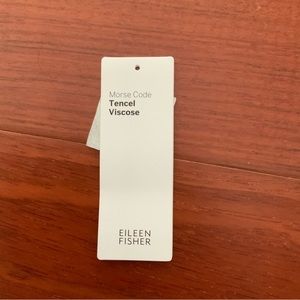 Morse Code
Tencel
Viscose
EILEEN
FISHER